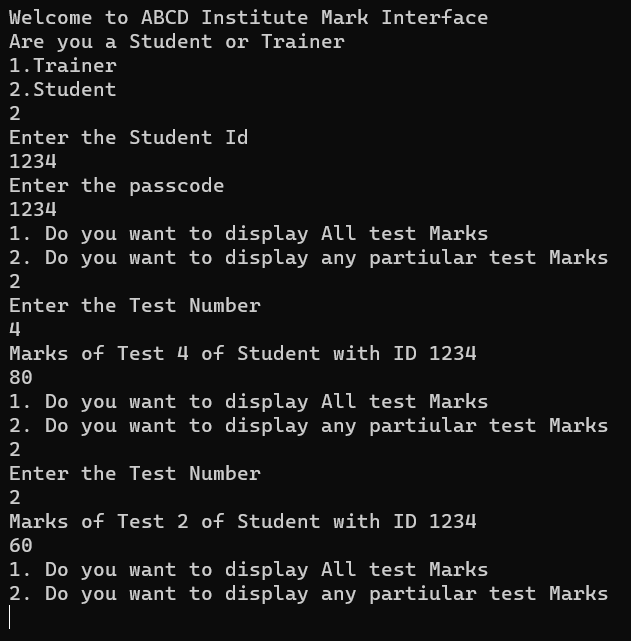 Welcome to ABCD Institute Mark Interface
Are you a Student or Trainer
1.Trainer
2.Student
2
Enter the Student Id
1234
Enter the passcode
1234
1. Do you want to display All test Marks
2. Do you want to display any partiular test Marks
2
Enter the Test Number
4
Marks of Test 4 of Student with ID 1234
80
1. Do you want to display All test Marks
2. Do you want to display any partiular test Marks
2
Enter the Test Number
2
Marks of Test 2 of Student with ID 1234
60
1. Do you want to display All test Marks
2. Do you want to display any partiular test Marks